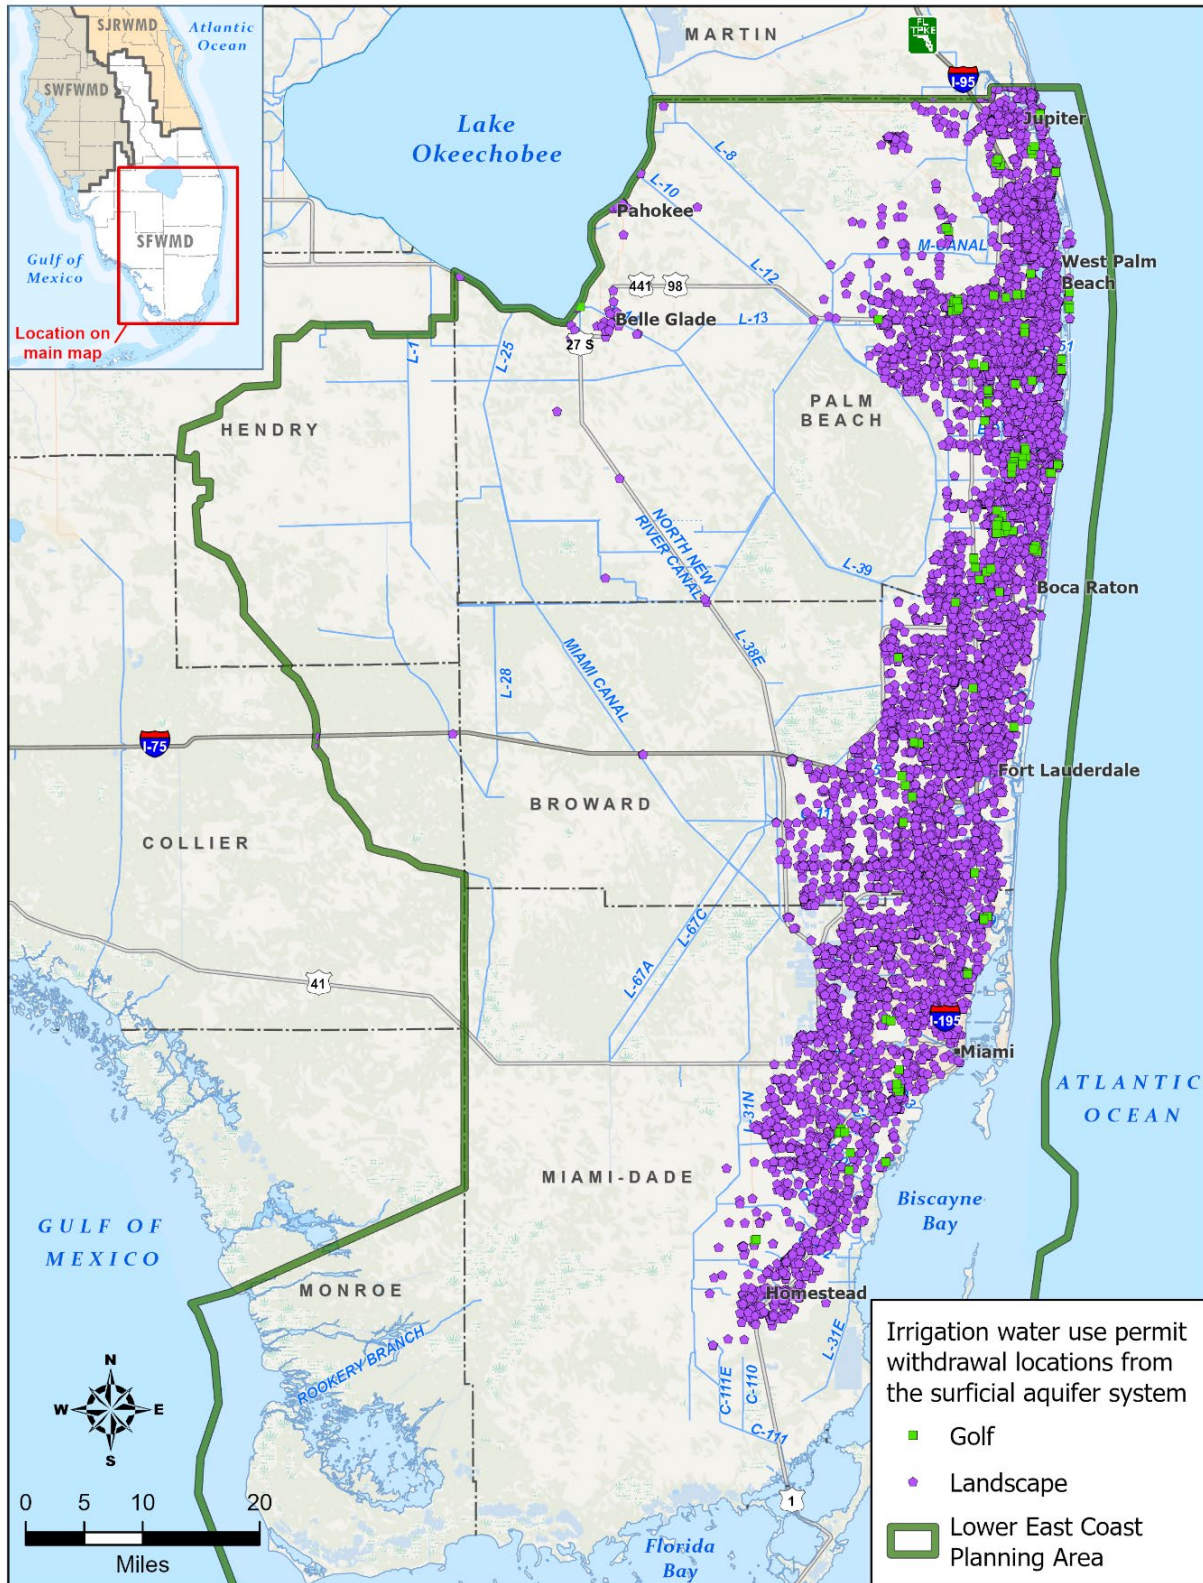 SJRWMD
Atlantic
Ocean
SWFWMD
SFWMD
Gulf of
Mexico
Location on
main map
MARTIN
FL
TPKE
I-95
Lake
Okeechobee
Jupiter
L-8
L-10
Pahokee
M-CANAL
L-12
West Palm
Beach
441
98
Belle Glade
L-13
27 S
L-1
L-25
51
PALM
BEACH
HENDRY
NORTH NEW
RIVER CANAL
L-39
Boca Raton
L-38E
MIAMI CANAL
L-28
I-75
Fort Lauderdale
BROWARD
COLLIER
L-67C
L-67A
41
I-195
Miami
ATLANTIC
OCEAN
L-31N
MIAMI-DADE
Biscayne
Bay
GULF OF
MEXICO
MONROE
Homestead
L-31E
ROOKERY BRANCH
C-111E
C-110
C-111
1
Florida
Bay
N
W
E
S
0 5 10 20
Miles
Irrigation water use permit
withdrawal locations from
the surficial aquifer system
Golf
Landscape
Lower East Coast
Planning Area